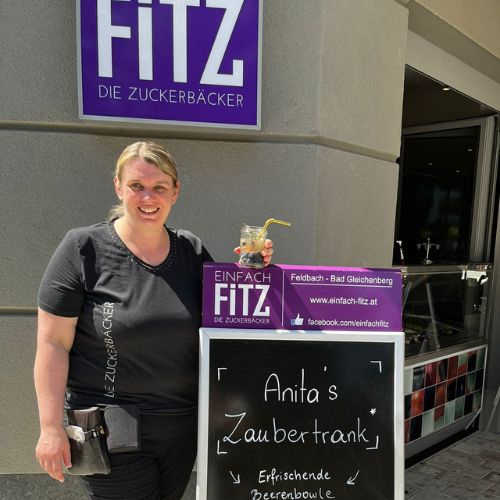 FiTZ
DIE ZUCKERBÄCKER
EINFACH
FiTZ
DIE ZUCKERBÄCKER
Feldbach - Bad Gleichenberg
www.einfach-fitz.at
facebook.com/einfachfitz
DIE ZUCKERBÄCKER
Anita's
Zaubertrank*
Erfrischende
Beerenbowle